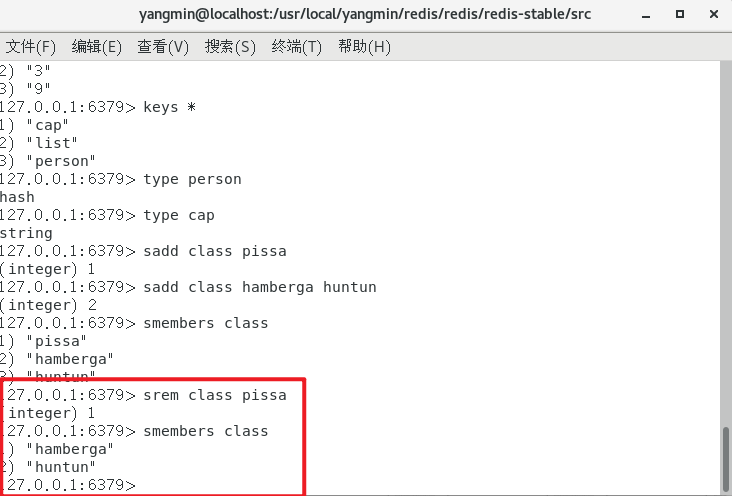 yangmin@localhost:/usr/local/yangmin/redis/redis/redis-stable/src
文件(F) 编辑(E) 查看(V) 搜索(S) 终端(T) 帮助(H)
2) "3"
3) "9"
127.0.0.1:6379> keys *
1) "cap"
2) "list"
3) "person"
127.0.0.1:6379> type person
hash
127.0.0.1:6379> type cap
string
127.0.0.1:6379> sadd class pissa
(integer) 1
127.0.0.1:6379> sadd class hamberga huntun
(integer) 2
127.0.0.1:6379> smembers class
1) "pissa"
2) "hamberga"
3) "huntun"
127.0.0.1:6379> srem class pissa
(integer) 1
127.0.0.1:6379> smembers class
1) "hamberga"
2) "huntun"
127.0.0.1:6379>